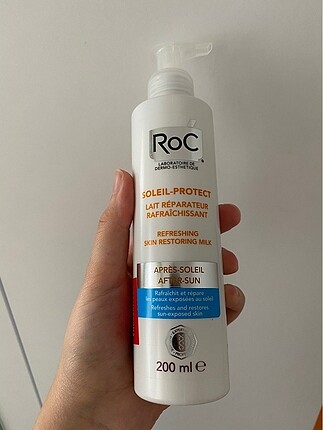 RoC
LABORATOIRE DE
DERMO-ESTHÉTIQUE
SOLEIL-PROTECT
LAIT RÉPARATEUR
RAFRAÎCHISSANT
REFRESHING
SKIN RESTORING MILK
APRÈS-SOLEIL
AFTER-SUN
Rafraîchit et répare
les peaux exposées au soleil
Refreshes and restores
sun-exposed skin
200 ml e